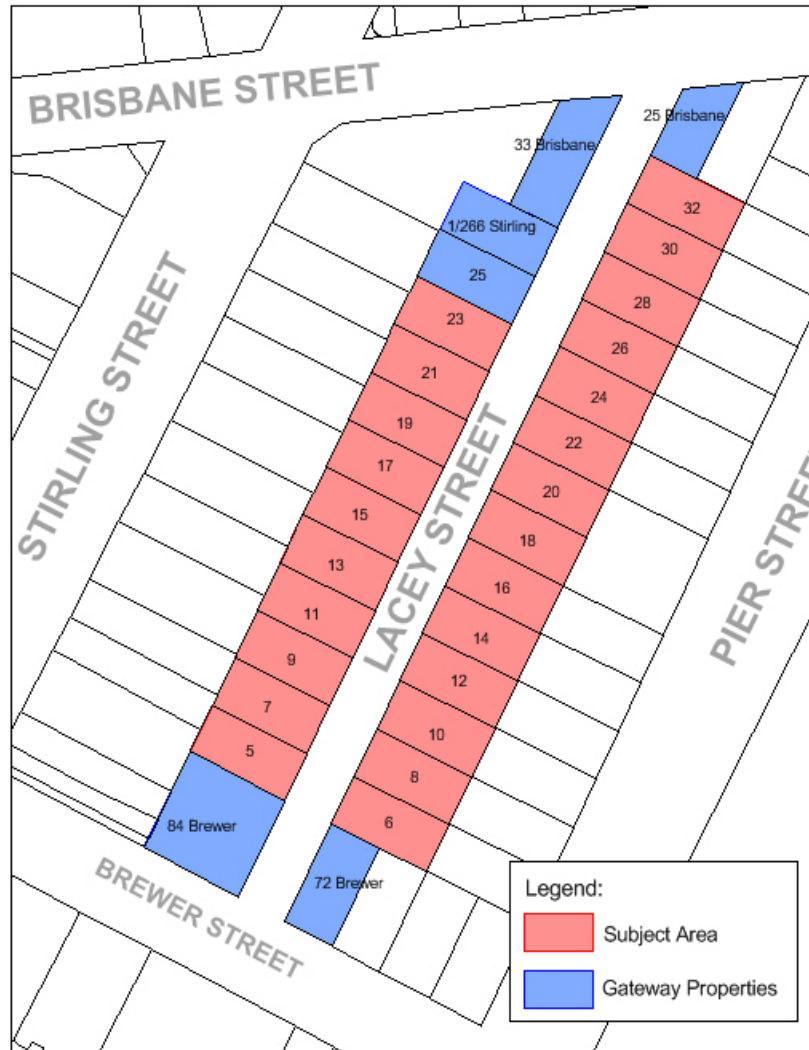 BRISBANE STREET
25 Brisbane
33 Brisbane
1/266 Stirling
25
23
21
19
17
15
13
11
9
7
5
84 Brewer
32
30
28
26
24
22
20
18
16
14
12
10
8
6
72 Brewer
STIRLING STREET
LACEY STREET
PIER STREET
BREWER STREET
Legend:
Subject Area
Gateway Properties